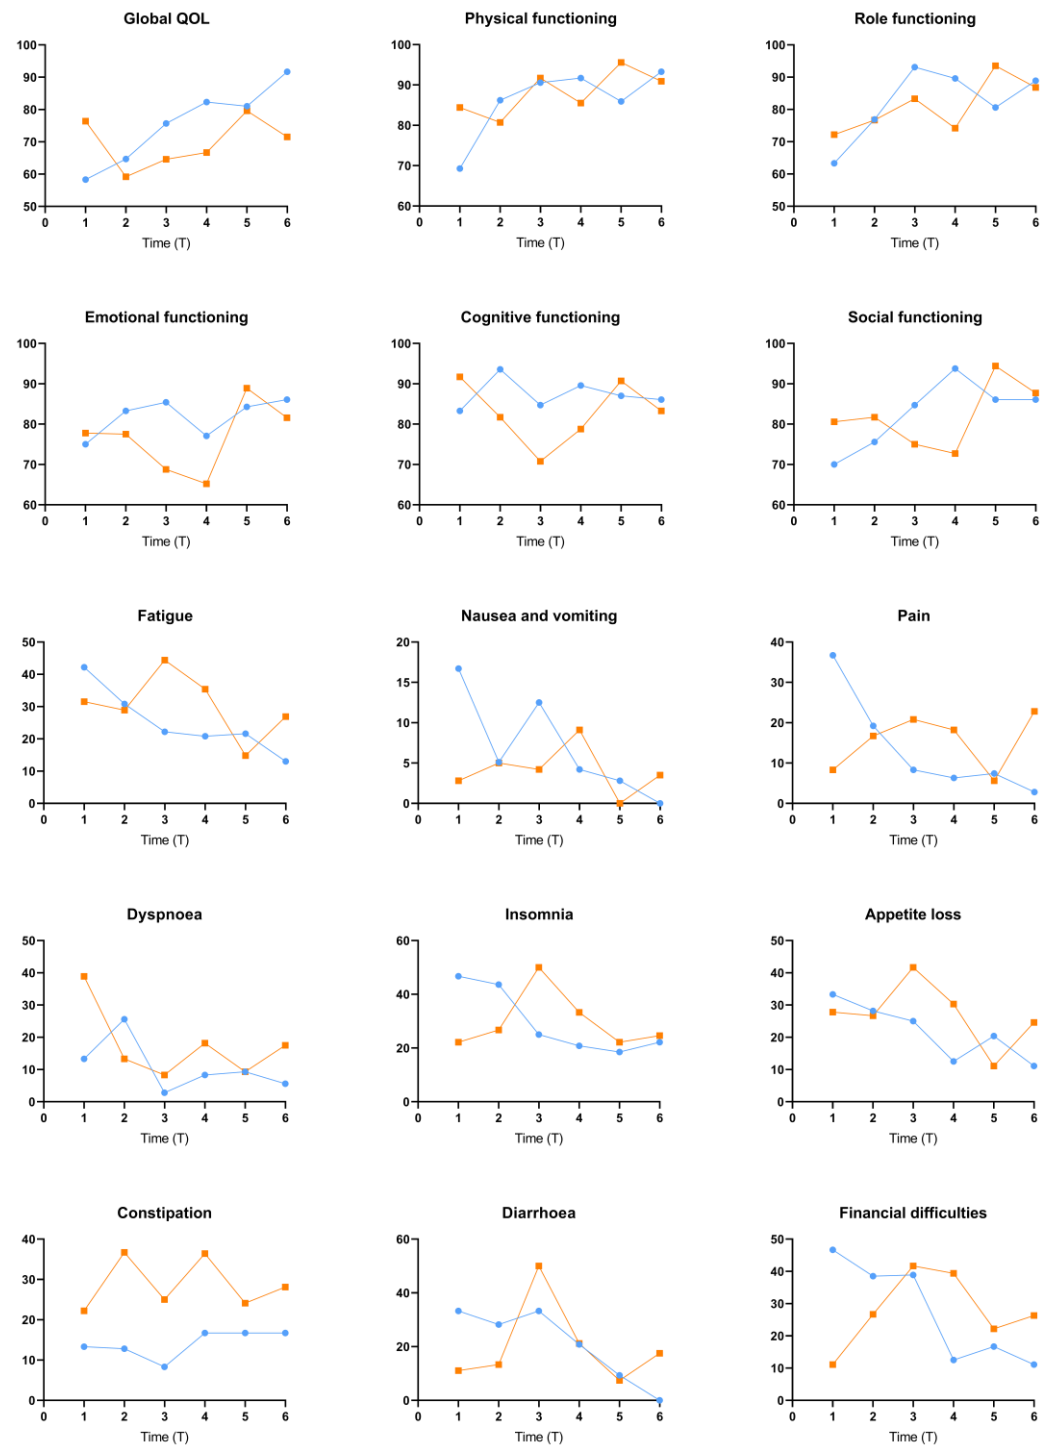 Global QOL
Physical functioning
Role functioning
100
90
80
70
60
50
0 1 2 3 4 5 6
Time (T)
100
90
80
70
60
0 1 2 3 4 5 6
Time (T)
100
90
80
70
60
50
0 1 2 3 4 5 6
Time (T)
Emotional functioning
Cognitive functioning
Social functioning
100
90
80
70
60
0 1 2 3 4 5 6
Time (T)
100
90
80
70
60
0 1 2 3 4 5 6
Time (T)
100
90
80
70
60
0 1 2 3 4 5 6
Time (T)
Fatigue
Nausea and vomiting
Pain
50
40
30
20
10
0
0 1 2 3 4 5 6
Time (T)
20
15
10
5
0
0 1 2 3 4 5 6
Time (T)
40
30
20
10
0
0 1 2 3 4 5 6
Time (T)
Dyspnoea
Insomnia
Appetite loss
50
40
30
20
10
0
0 1 2 3 4 5 6
Time (T)
60
40
20
0
0 1 2 3 4 5 6
Time (T)
50
40
30
20
10
0
0 1 2 3 4 5 6
Time (T)
Constipation
Diarrhoea
Financial difficulties
40
30
20
10
0
0 1 2 3 4 5 6
Time (T)
60
40
20
0
0 1 2 3 4 5 6
Time (T)
50
40
30
20
10
0
0 1 2 3 4 5 6
Time (T)